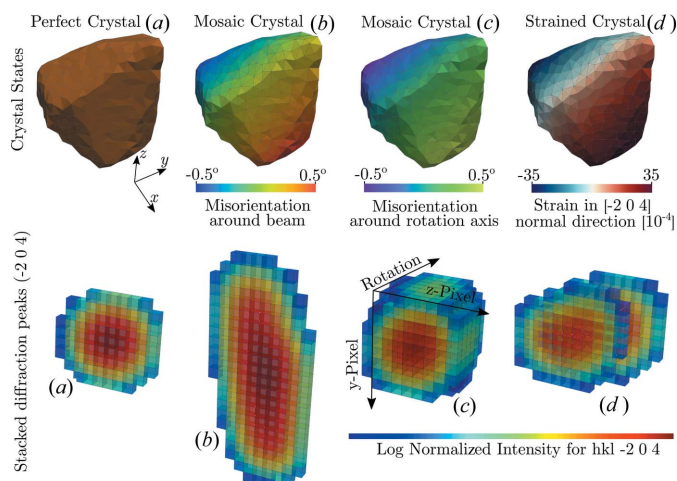 Perfect Crystal (a)
Mosaic Crystal (b)
Mosaic Crystal (c)
Strained Crystal (d)
Crystal States
z
y
x
-0.5° 0.5°
Misorientation
around beam
-0.5° 0.5°
Misorientation
around rotation axis
-35 35
Strain in [-2 0 4]
normal direction [10-4]
Stacked diffraction peaks (-2 0 4)
(a)
(b)
Rotation
z-Pixel
y-Pixel
(c)
(d)
Log Normalized Intensity for hkl -2 0 4